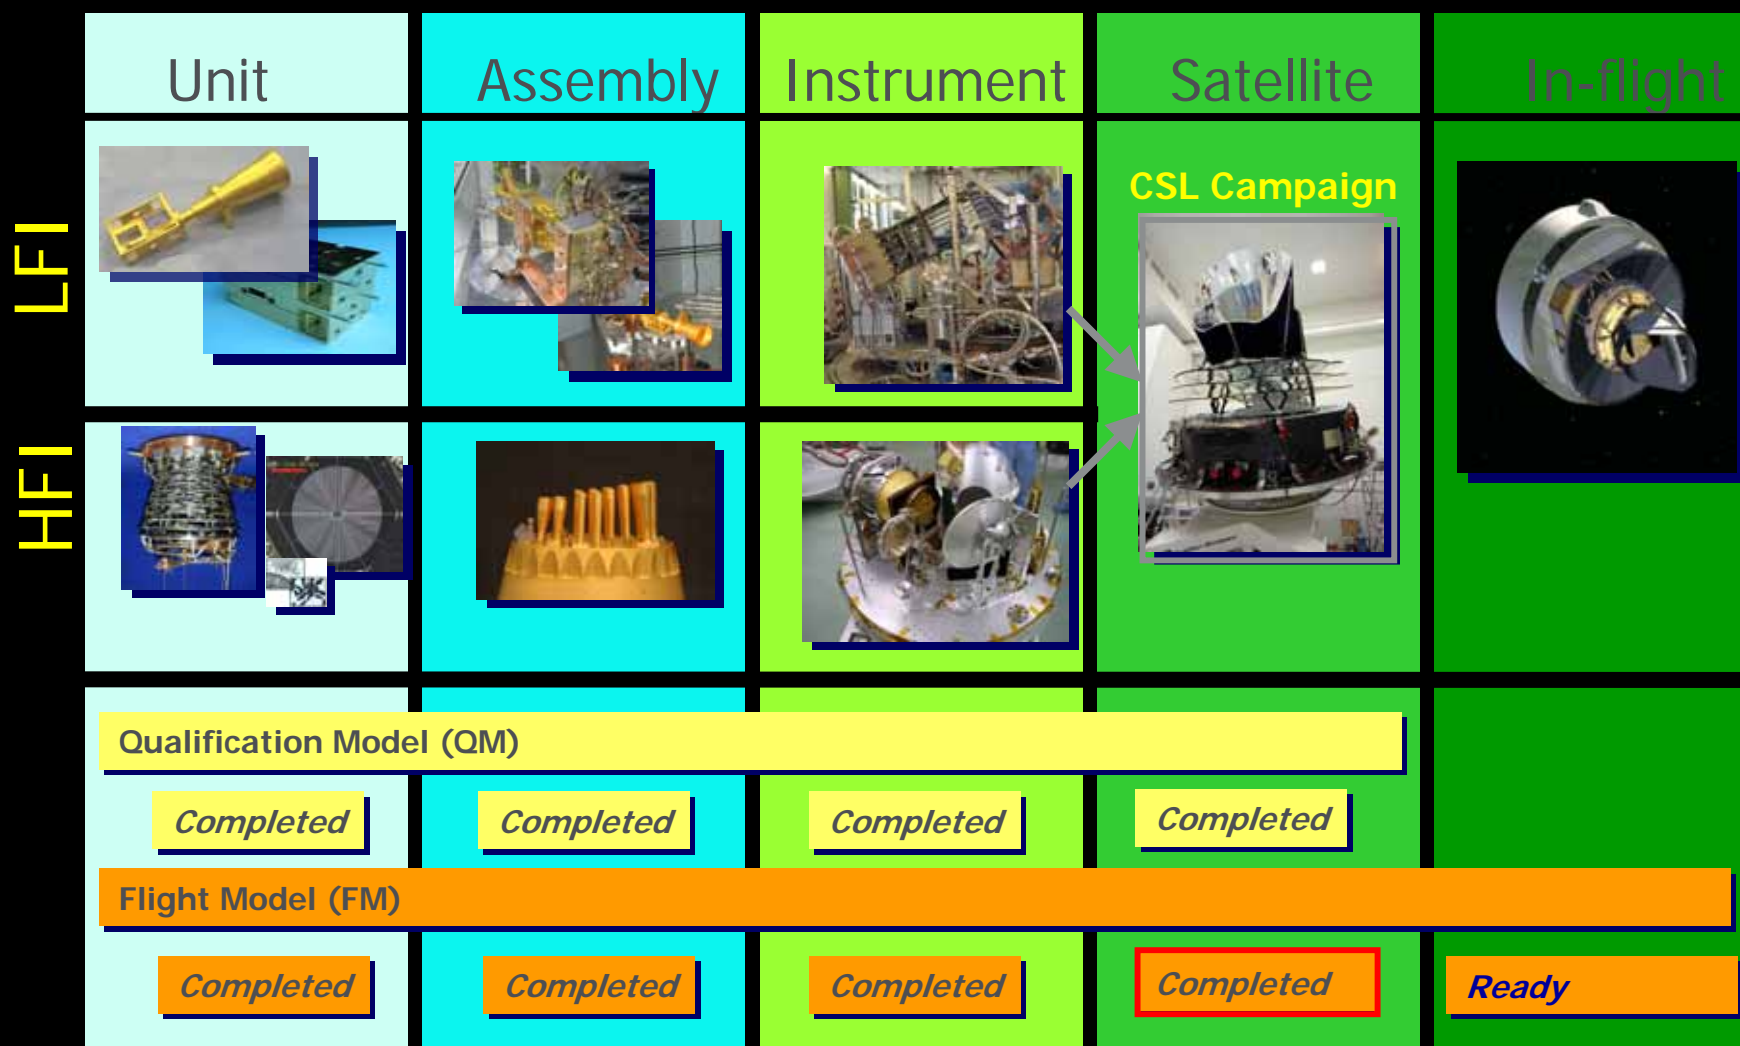 Unit
Assembly
Instrument
Satellite
In-flight
LFI
CSL Campaign
HFI
Qualification Model (QM)
Completed
Completed
Completed
Completed
Flight Model (FM)
Completed
Completed
Completed
Completed
Ready